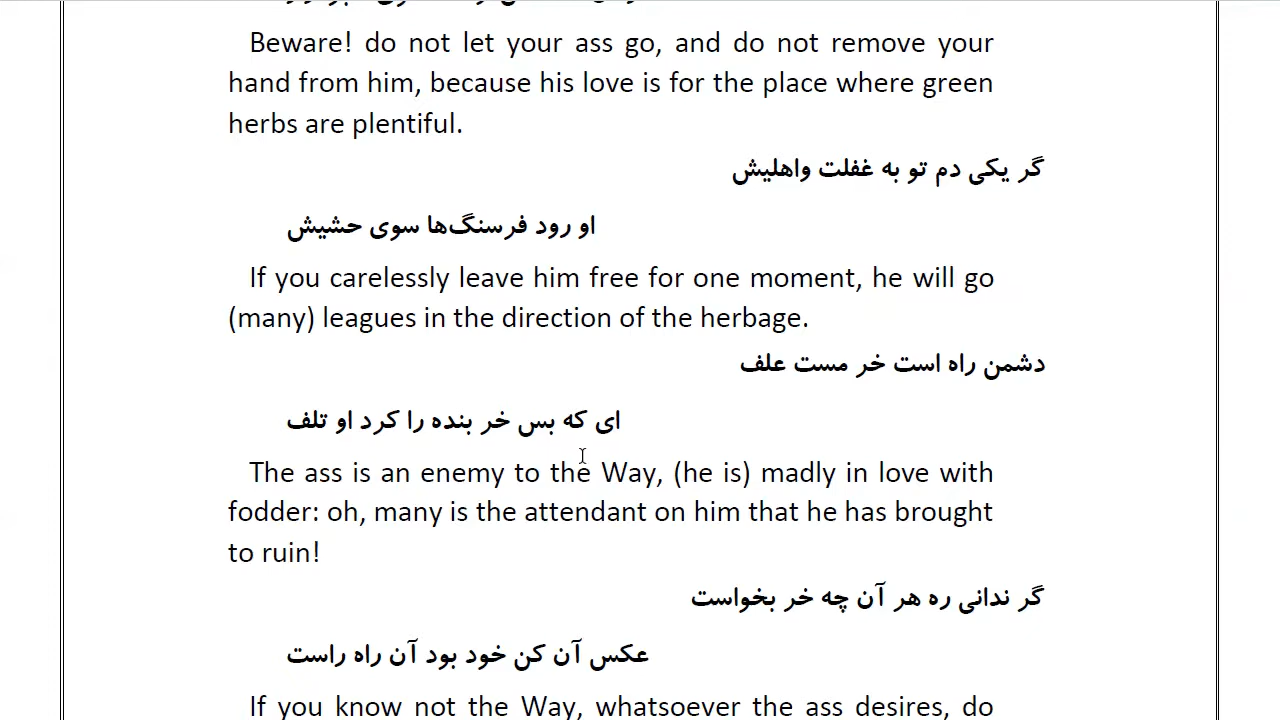 Beware! do not let your ass go, and do not remove your
hand from him, because his love is for the place where green
herbs are plentiful.
گر یکی دم تو به غفلت واهلیش
او رود فرسنگ‌ها سوی حشیش
If you carelessly leave him free for one moment, he will go
(many) leagues in the direction of the herbage.
دشمن راه است خر مست علف
ای که بس خر بنده را کرد او تلف
The ass is an enemy to the Way, (he is) madly in love with
fodder: oh, many is the attendant on him that he has brought
to ruin!
گر ندانی ره هر آن چه خر بخواست
عکس آن کن خود بود آن راه راست
If you know not the Way, whatsoever the ass desires, do